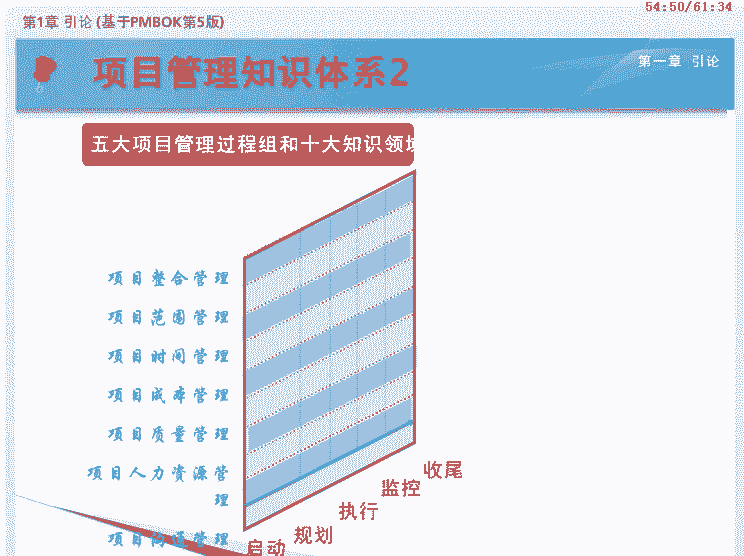 54:50/61:34
第1章 引论 (基于PMBOK第5版)
项目管理知识体系2
第一章 引论
五大项目管理过程组和十大知识领域
项目整合管理
项目范围管理
项目时间管理
项目成本管理
项目质量管理
项目人力资源管
理
项目沟通管理
收尾
监控
执行
规划
启动